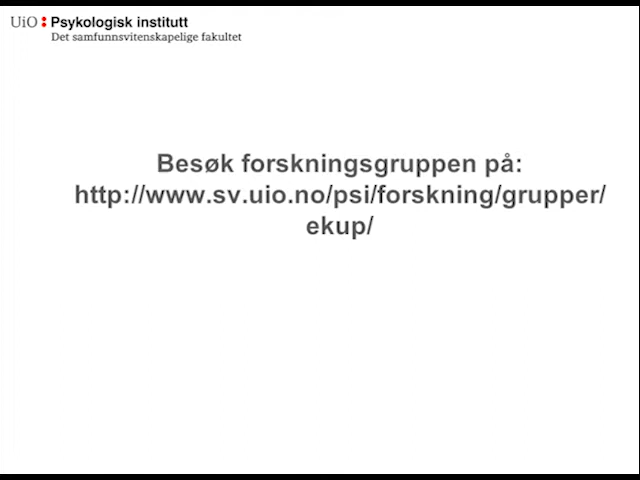 UiO : Psykologisk institutt
Det samfunnsvitenskapelige fakultet
Besøk forskningsgruppen på:
http://www.sv.uio.no/psi/forskning/grupper/
ekup/